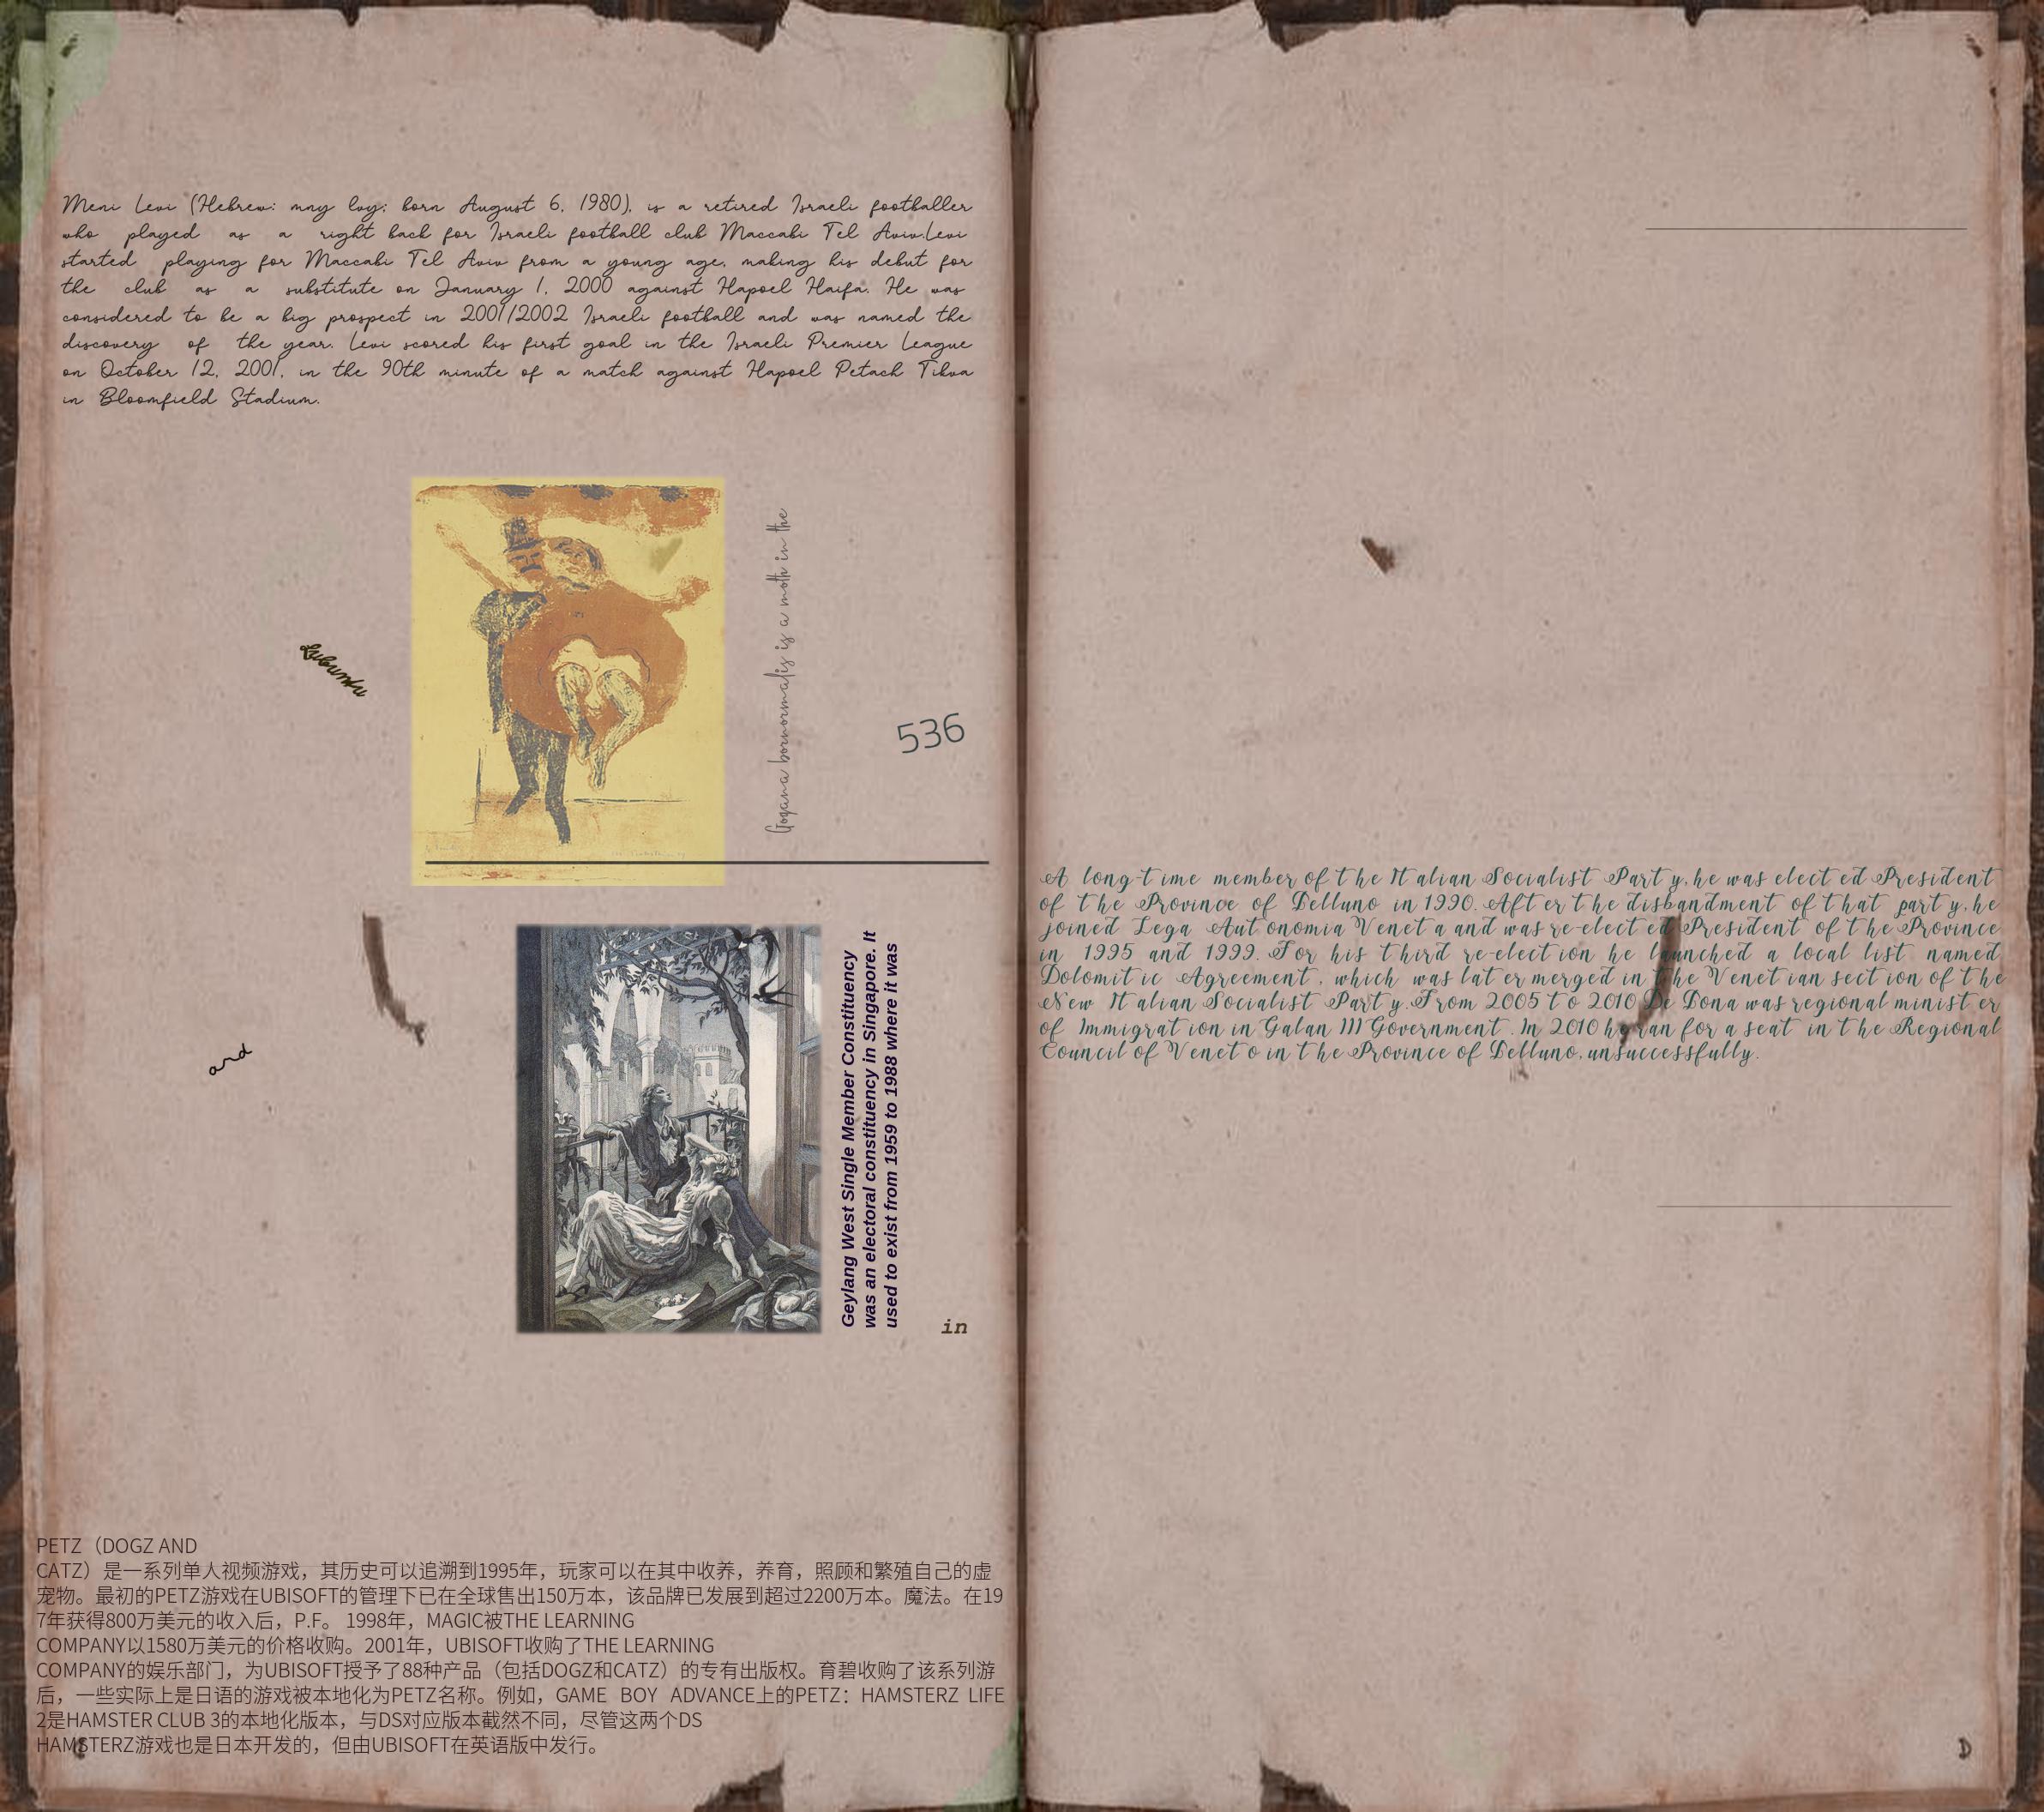 Meni Levi (Hebrew: mny lvy; born August 6, 1980), is a retired Israeli footballer
who played as a right back for Israeli football club Maccabi Tel Aviv.Levi
started playing for Maccabi Tel Aviv from a young age, making his debut for
the club as a substitute on January 1, 2000 against Hapoel Haifa. He was
considered to be a big prospect in 2001/2002 Israeli football and was named the
discovery of the year. Levi scored his first goal in the Israeli Premier League
on October 12, 2001, in the 90th minute of a match against Hapoel Petach Tikva
in Bloomfield Stadium.
Gogana bornormalis is a moth in the
Lubuntu
536
Geylang West Single Member Constituency
was an electoral constituency in Singapore. It
used to exist from 1959 to 1988 where it was
and
in
PETZ（DOGZ AND
CATZ）是一系列单人视频游戏，其历史可以追溯到1995年，玩家可以在其中收养，养育，照顾和繁殖自己的虚
宠物。最初的PETZ游戏在UBISOFT的管理下已在全球售出150万本，该品牌已发展到超过2200万本。魔法。在19
7年获得800万美元的收入后，P.F。 1998年，MAGIC被THE LEARNING
COMPANY以1580万美元的价格收购。2001年，UBISOFT收购了THE LEARNING
COMPANY的娱乐部门，为UBISOFT授予了88种产品（包括DOGZ和CATZ）的专有出版权。育碧收购了该系列游
后，一些实际上是日语的游戏被本地化为PETZ名称。例如，GAME BOY ADVANCE上的PETZ：HAMSTERZ LIFE
2是HAMSTER CLUB 3的本地化版本，与DS对应版本截然不同，尽管这两个DS
HAMSTERZ游戏也是日本开发的，但由UBISOFT在英语版中发行。
A long-time member of the Italian Socialist Party, he was elected President
of the Province of Belluno in 1990. After the disbandment of that party, he
joined Lega Autonomia Veneta and was re-elected President of the Province
in 1995 and 1999. For his third re-election he launched a local list named
Dolomitic Agreement, which was later merged in the Venetian section of the
New Italian Socialist Party.From 2005 to 2010 De Bona was regional minister
of Immigration in Galan III Government. In 2010 he ran for a seat in the Regional
Council of Veneto in the Province of Belluno, unsuccessfully.
D